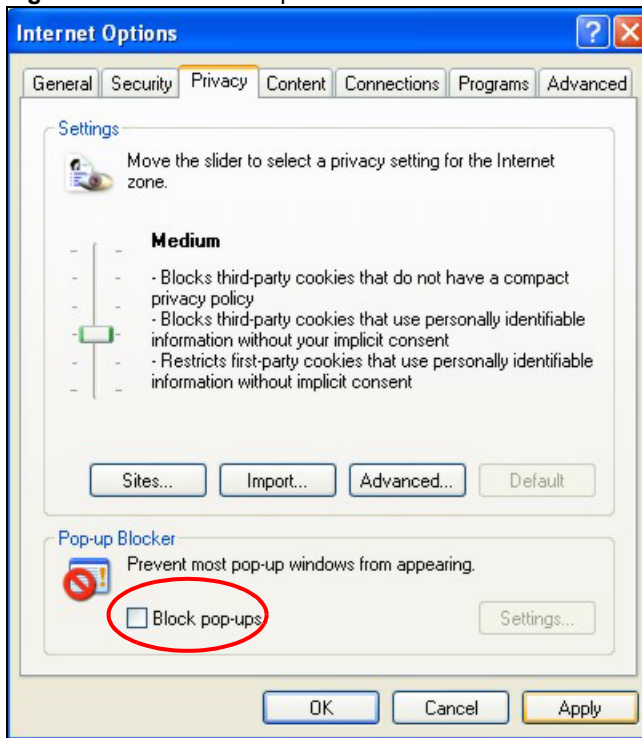 Internet Options
General Security Privacy Content Connections Programs Advanced
Settings
Move the slider to select a privacy setting for the Internet
zone.
Medium
- Blocks third-party cookies that do not have a compact
privacy policy
- Blocks third-party cookies that use personally identifiable
information without your implicit consent
- Restricts first-party cookies that use personally identifiable
information without implicit consent
Sites... Import... Advanced... Default
Pop-up Blocker
Prevent most pop-up windows from appearing.
Block pop-ups Settings...
OK Cancel Apply